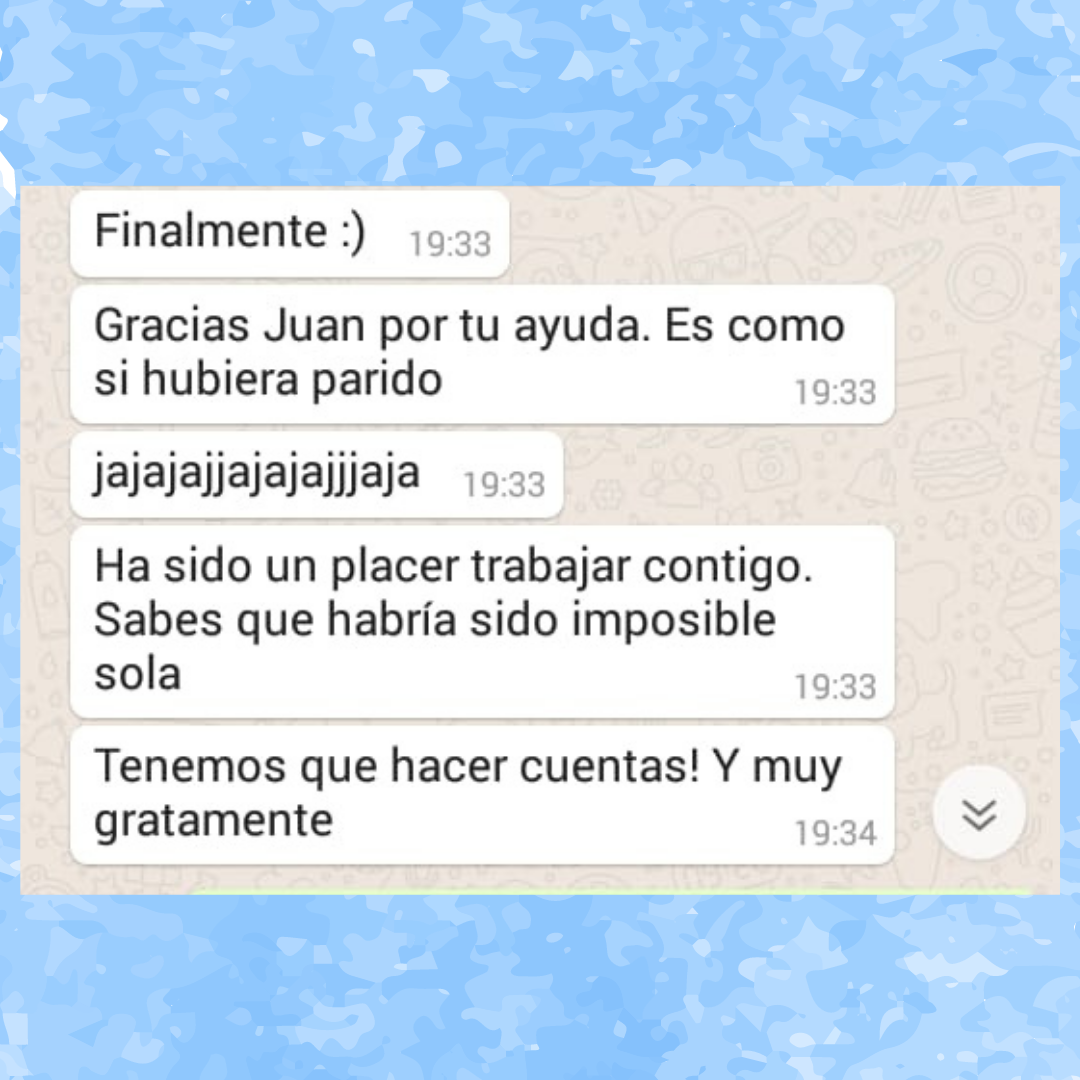 Finalmente :) 19:33
Gracias Juan por tu ayuda. Es como
si hubiera parido 19:33
jajajajjajajajjjaja 19:33
Ha sido un placer trabajar contigo.
Sabes que habría sido imposible
sola 19:33
Tenemos que hacer cuentas! Y muy
gratamente 19:34